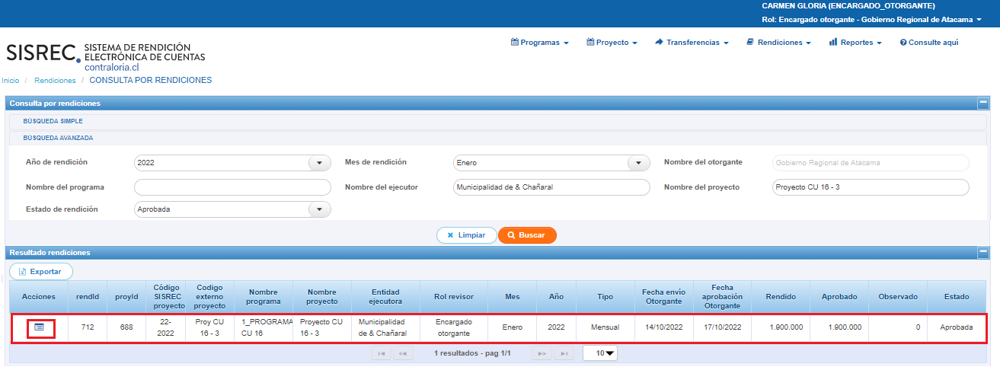 CARMEN GLORIA (ENCARGADO_OTORGANTE)
Rol: Encargado otorgante - Gobierno Regional de Atacama
SISREC. SISTEMA DE RENDICIÓN
ELECTRÓNICA DE CUENTAS
contraloria.cl
Programas Proyecto Transferencias Rendiciones Reportes Consulte aquí
Inicio / Rendiciones / CONSULTA POR RENDICIONES
Consulta por rendiciones
BÚSQUEDA SIMPLE
BÚSQUEDA AVANZADA
Año de rendición 2022 Mes de rendición Enero Nombre del otorgante Gobierno Regional de Atacama
Nombre del programa Nombre del ejecutor Municipalidad de & Chañaral Nombre del proyecto Proyecto CU 16 - 3
Estado de rendición Aprobada
Limpiar Buscar
Resultado rendiciones
Exportar
Acciones rendId proyId Código SISREC proyecto Codigo externo proyecto Nombre programa Nombre proyecto Entidad ejecutora Rol revisor Mes Año Tipo Fecha envío Otorgante Fecha aprobación Otorgante Rendido Aprobado Observado Estado
712 688 22-2022 Proy CU 16 - 3 1_PROGRAMA CU 16 Proyecto CU 16 - 3 Municipalidad de & Chañaral Encargado otorgante Enero 2022 Mensual 14/10/2022 17/10/2022 1.900.000 1.900.000 0 Aprobada
1 resultados - pag 1/1 10